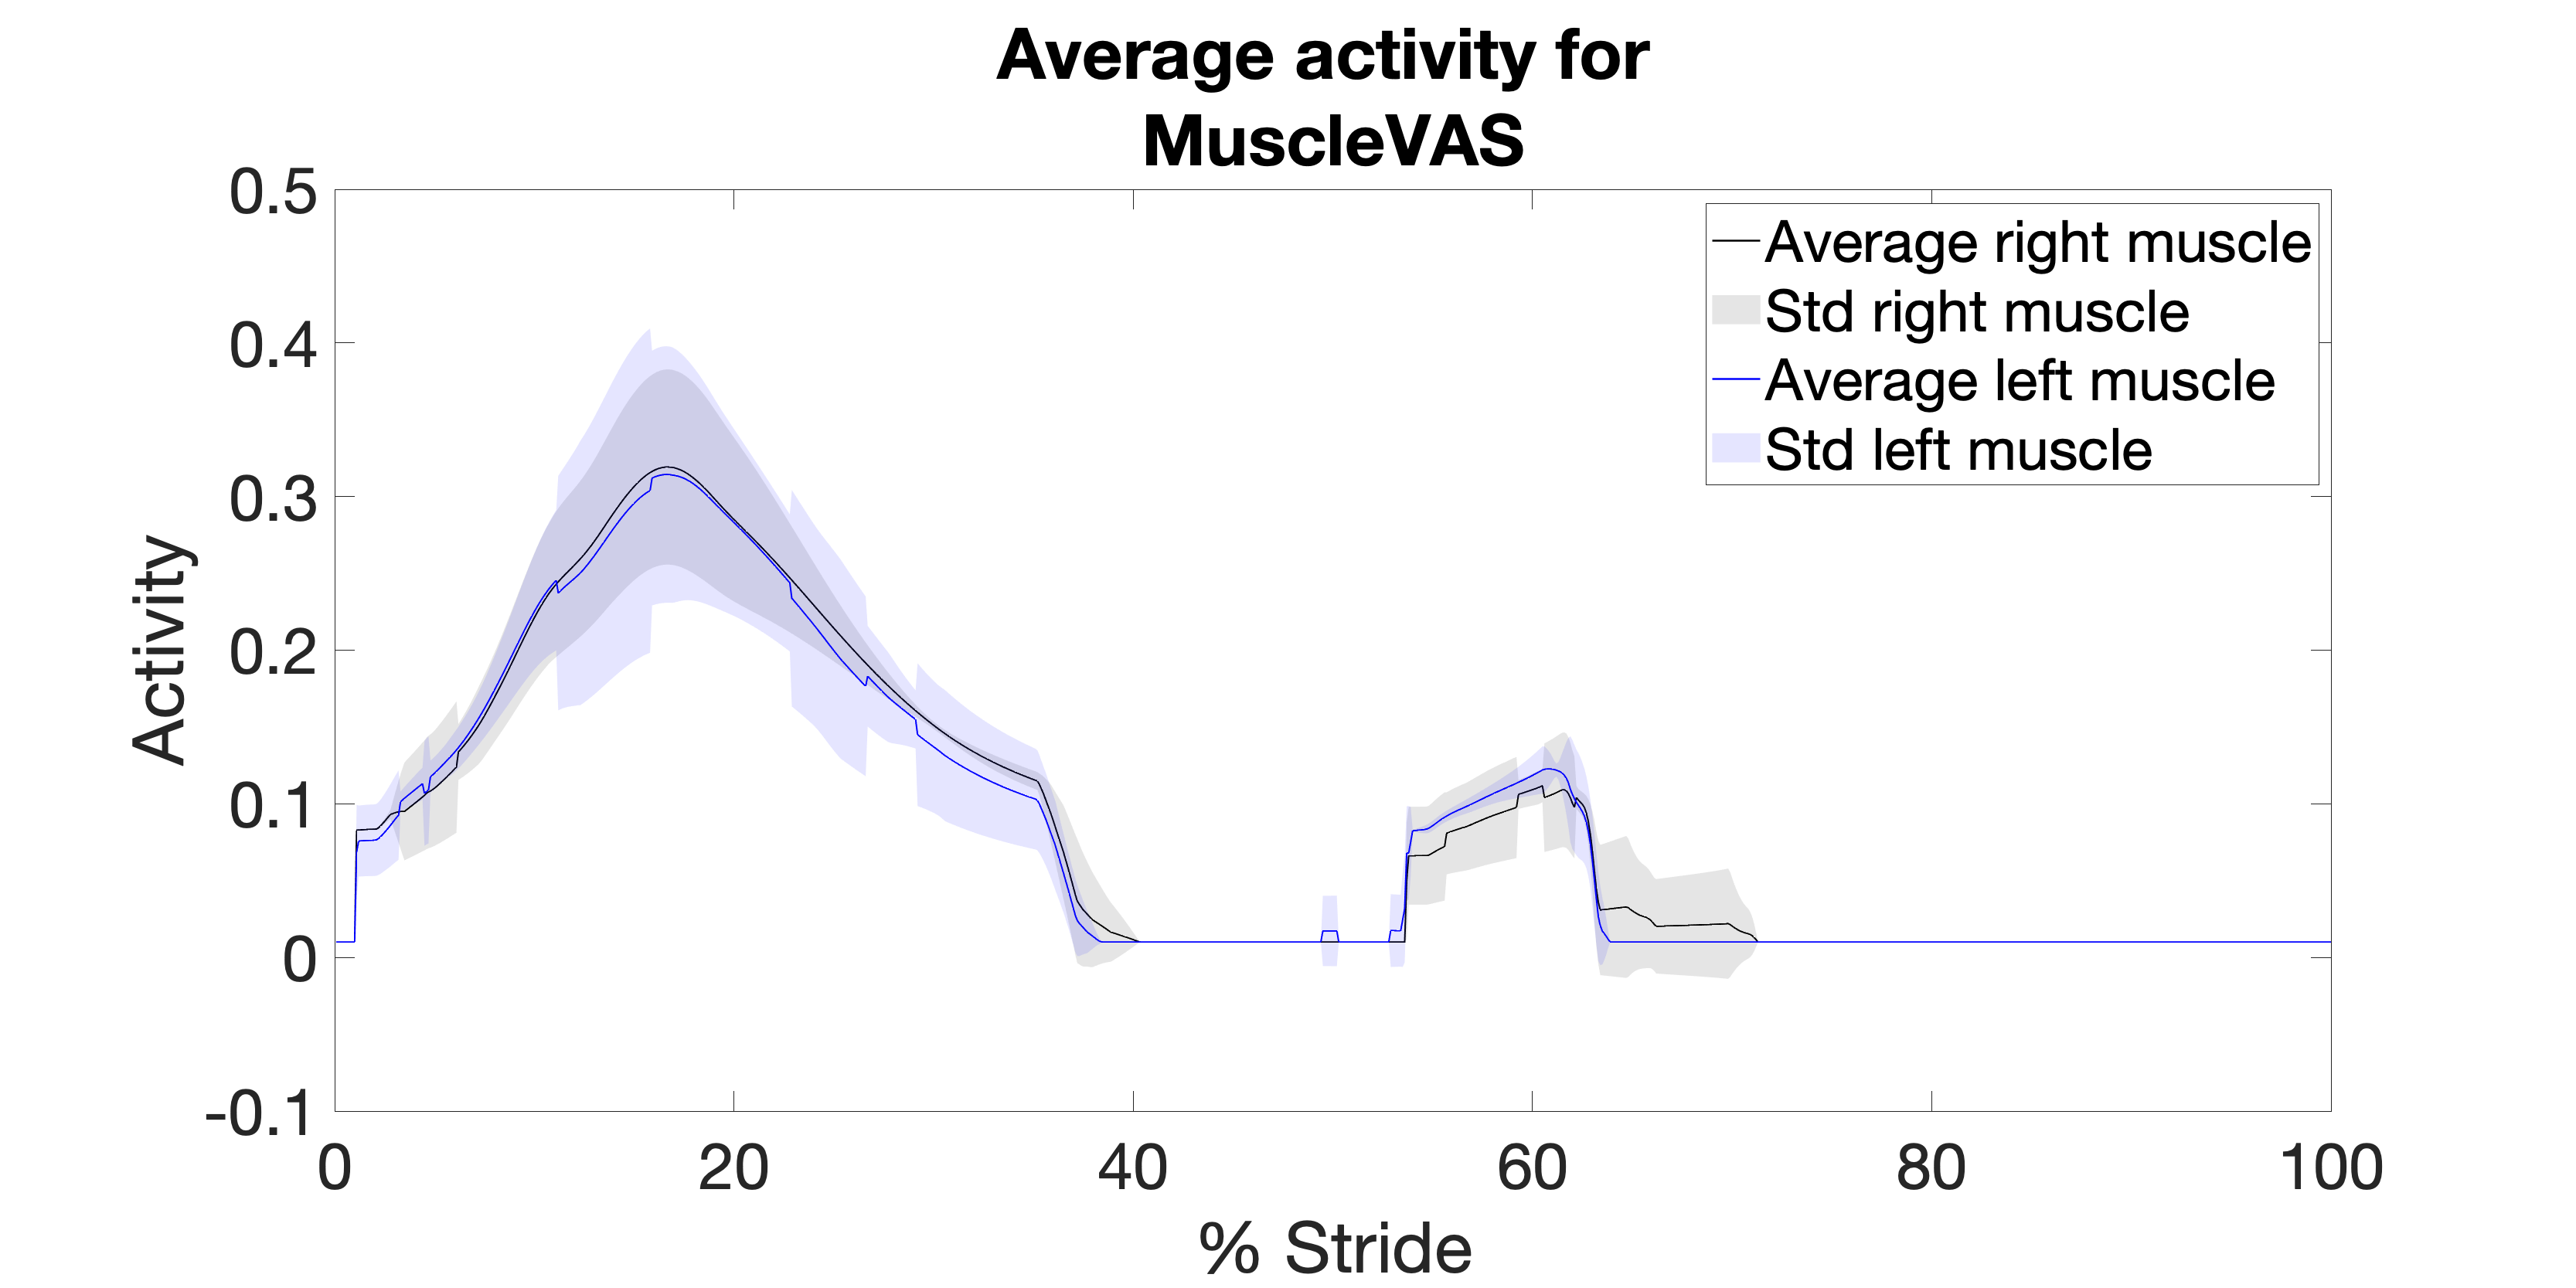 Average activity for
MuscleVAS
0.5
0.4
0.3
0.2
0.1
0
-0.1
Activity
Average right muscle
Std right muscle
Average left muscle
Std left muscle
0 20 40 60 80 100
% Stride